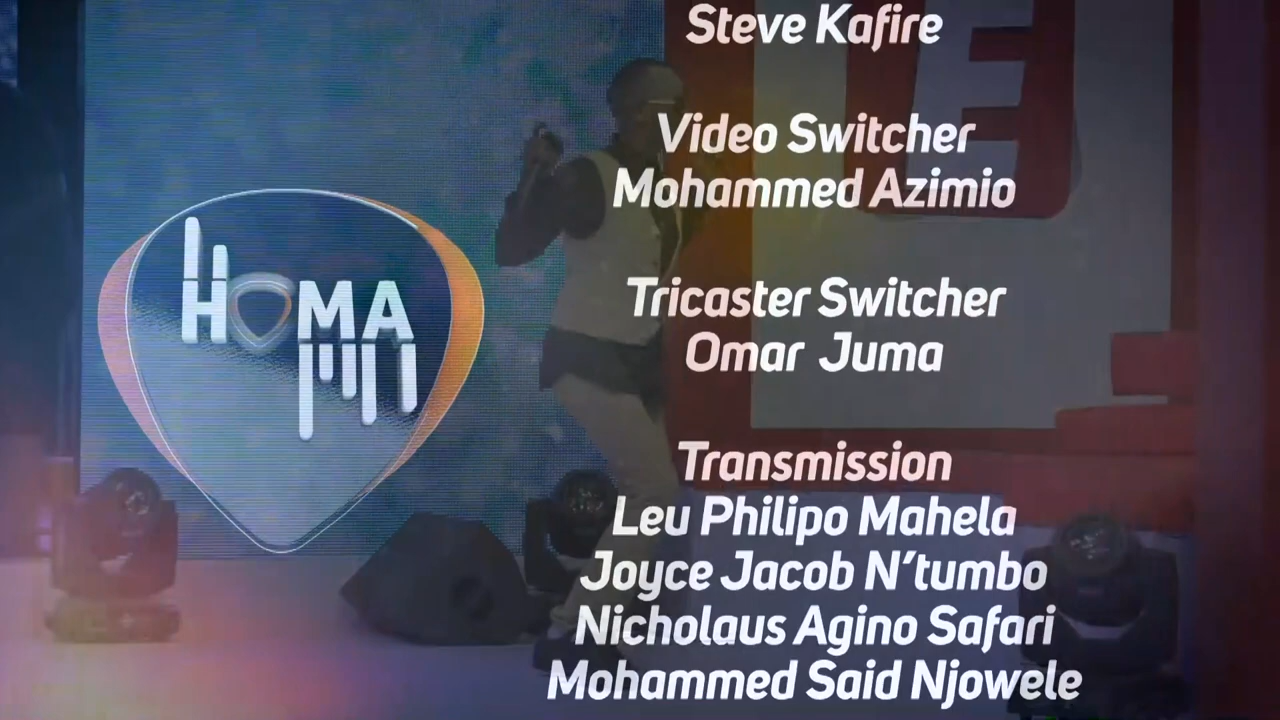 Steve Kafire
Video Switcher
Mohammed Azimio
Tricaster Switcher
Omar Juma
Transmission
Leu Philipo Mahela
Joyce Jacob N'tumbo
Nicholaus Agino Safari
Mohammed Said Njowele
HOMA